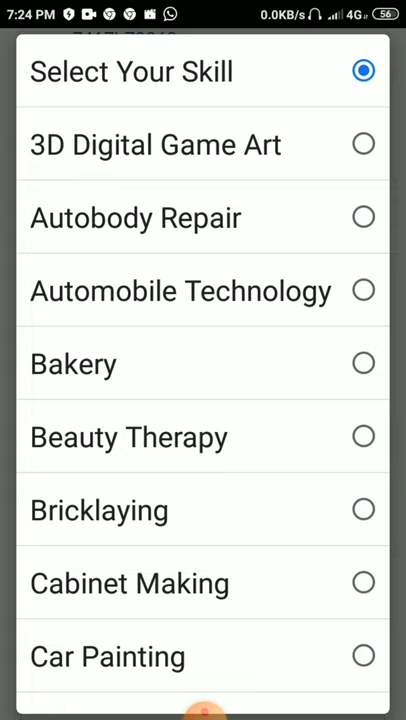 7:24 PM 0.0KB/s 4G 56
Select Your Skill
3D Digital Game Art
Autobody Repair
Automobile Technology
Bakery
Beauty Therapy
Bricklaying
Cabinet Making
Car Painting